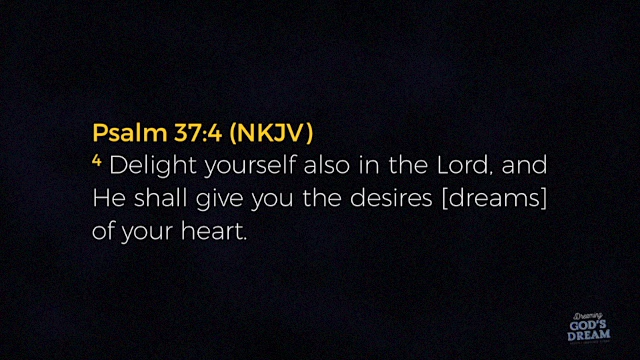 Psalm 37:4 (NKJV)
4 Delight yourself also in the Lord, and
He shall give you the desires [dreams]
of your heart.
Dreaming
GOD'S
DREAM